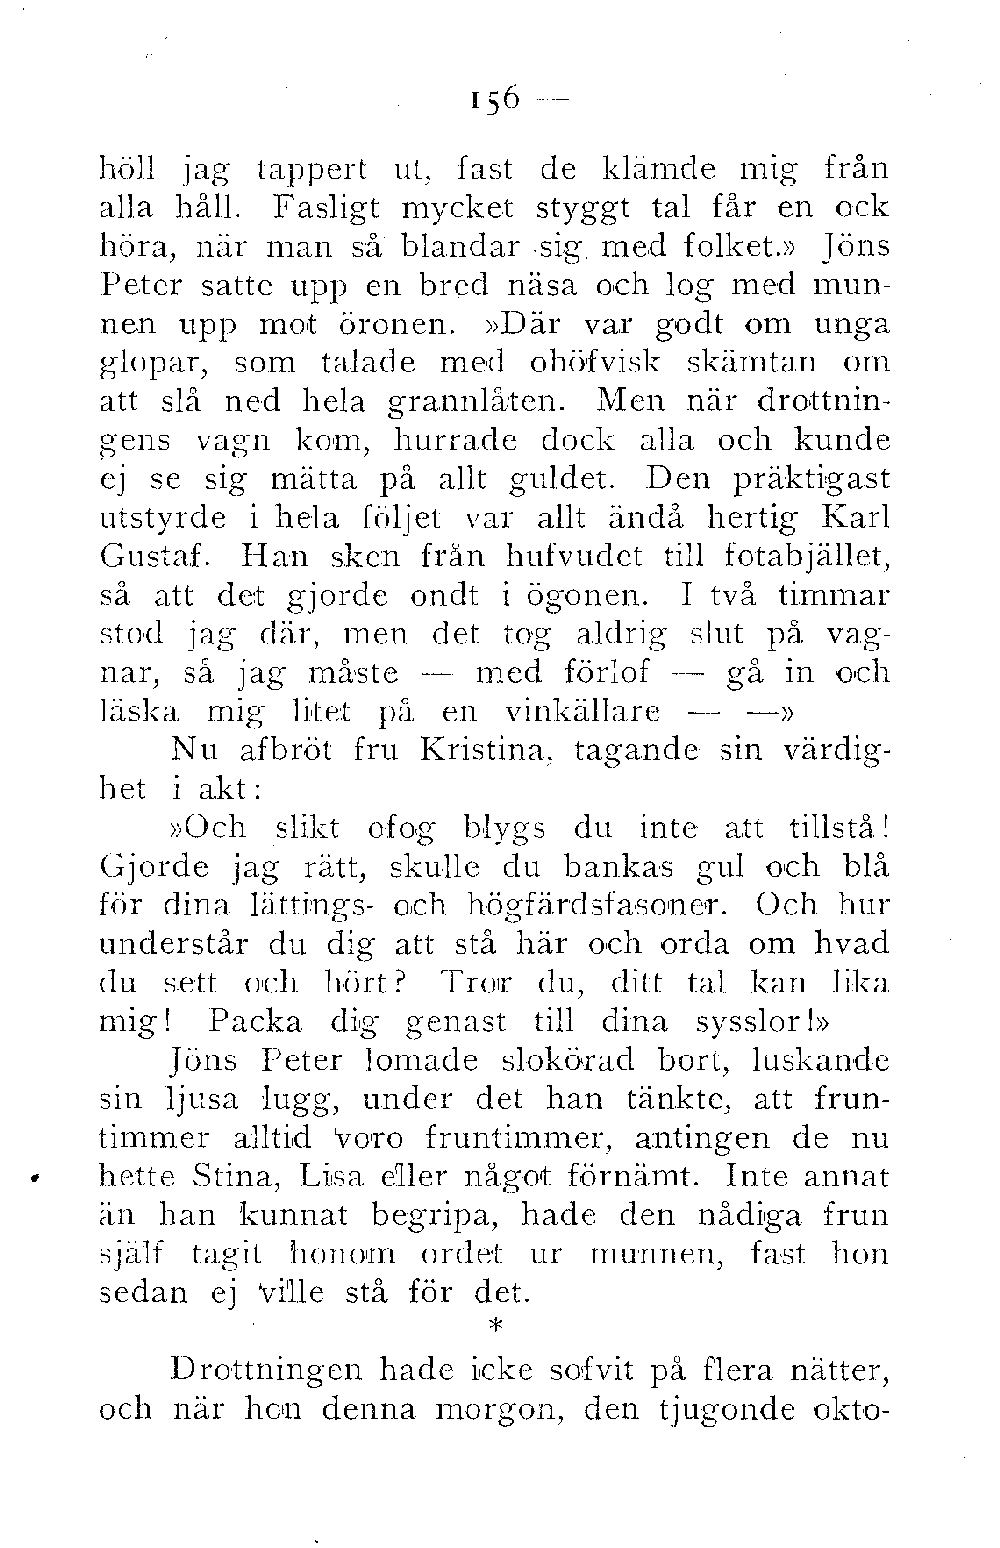 156 —
höll jag tappert ut, fast de klämde mig från
alla håll. Fasligt mycket styggt tal får en ock
höra, när man så blandar sig med folket.» Jöns
Peter satte upp en bred näsa och log med mun-
nen upp mot öronen. »Där var godt om unga
glopar, som talade med ohöfvisk skämtan om
att slå ned hela grannlåten. Men när drottnin-
gens vagn kom, hurrade dock alla och kunde
ej se sig mätta på allt guldet. Den präktigast
utstyrde i hela följet var allt ändå hertig Karl
Gustaf. Han sken från hufvudet till fotabjället,
så att det gjorde ondt i ögonen. I två timmar
stod jag där, men det tog aldrig slut på vag-
nar, så jag måste — med förlof — gå in och
läska mig litet på en vinkällare — —»
Nu afbröt fru Kristina, tagande sin värdig-
het i akt:
»Och slikt ofog blygs du inte att tillstå!
Gjorde jag rätt, skulle du bankas gul och blå
för dina lättings- och högfärdsfasoner. Och hur
understår du dig att stå här och orda om hvad
du sett och hört? Tror du, ditt tal kan lika
mig! Packa dig genast till dina sysslor!»
Jöns Peter lomade slokörad bort, luskande
sin ljusa lugg, under det han tänkte, att frun-
timmer alltid voro fruntimmer, antingen de nu
hette Stina, Lisa eller något förnämt. Inte annat
än han kunnat begripa, hade den nådiga frun
själf tagit honom ordet ur munnen, fast hon
sedan ej ville stå för det.
*
Drottningen hade icke sofvit på flera nätter,
och när hon denna morgon, den tjugonde okto-